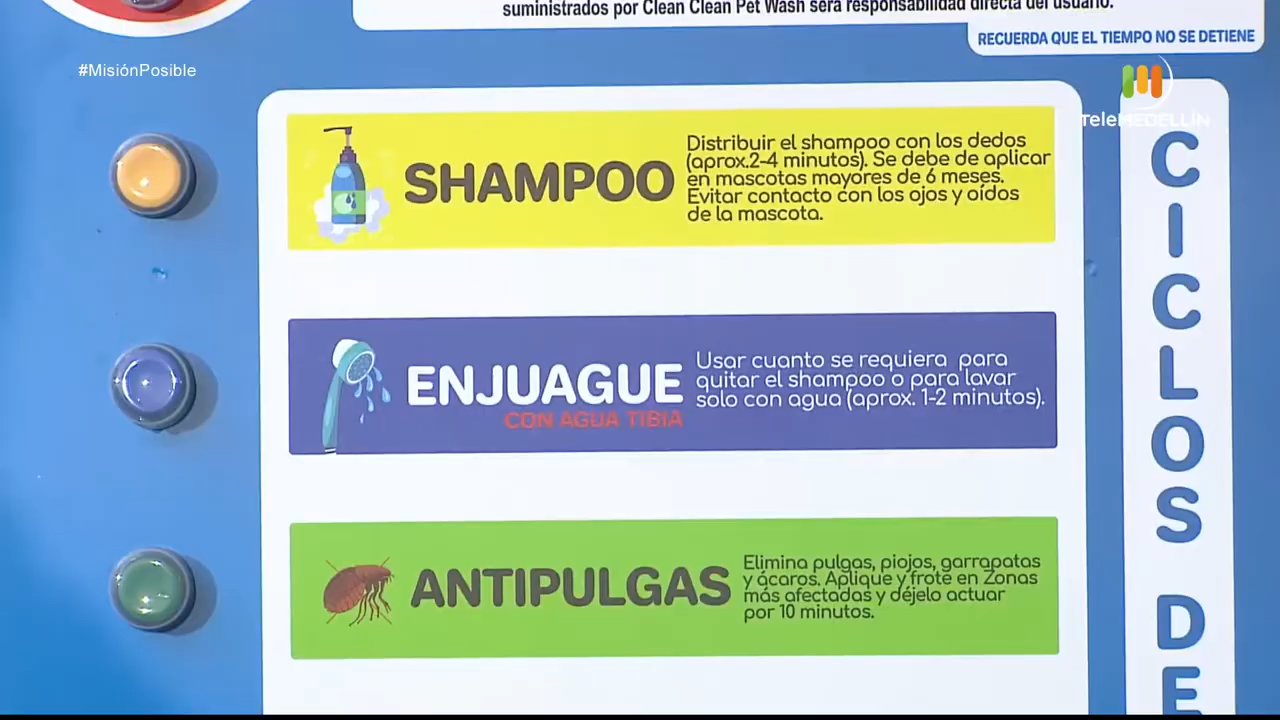 suministrados por Clean Clean Pet Wash será responsabilidad directa del usuario.
RECUERDA QUE EL TIEMPO NO SE DETIENE
#MisiónPosible
TeleMEDELLÍN
SHAMPOO
Distribuir el shampoo con los dedos
(aprox.2-4 minutos). Se debe de aplicar
en mascotas mayores de 6 meses.
Evitar contacto con los ojos y oídos
de la mascota.
ENJUAGUE
CON AGUA TIBIA
Usar cuanto se requiera para
quitar el shampoo o para lavar
solo con agua (aprox. 1-2 minutos).
ANTIPULGAS
Elimina pulgas, piojos, garrapatas
y ácaros. Aplique y frote en Zonas
más afectadas y déjelo actuar
por 10 minutos.
CICLOS DE